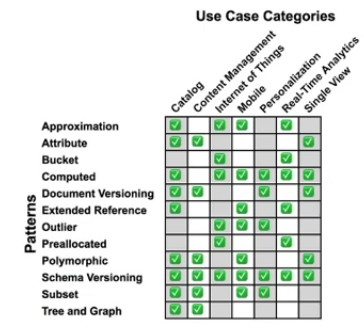 Use Case Categories
Catalog
Content Management
Internet of Things
Mobile
Personalization
Real-Time Analytics
Single View
Patterns
Approximation
Attribute
Bucket
Computed
Document Versioning
Extended Reference
Outlier
Preallocated
Polymorphic
Schema Versioning
Subset
Tree and Graph